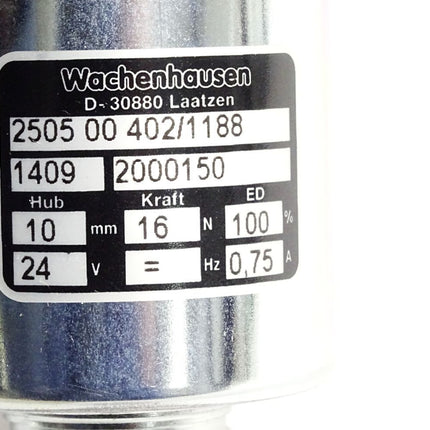 Wachenhausen
D- 30880 Laatzen
2505 00 402/1188
1409 2000150
Hub Kraft ED
10 mm 16 N 100 %
24 V = Hz 0,75 A